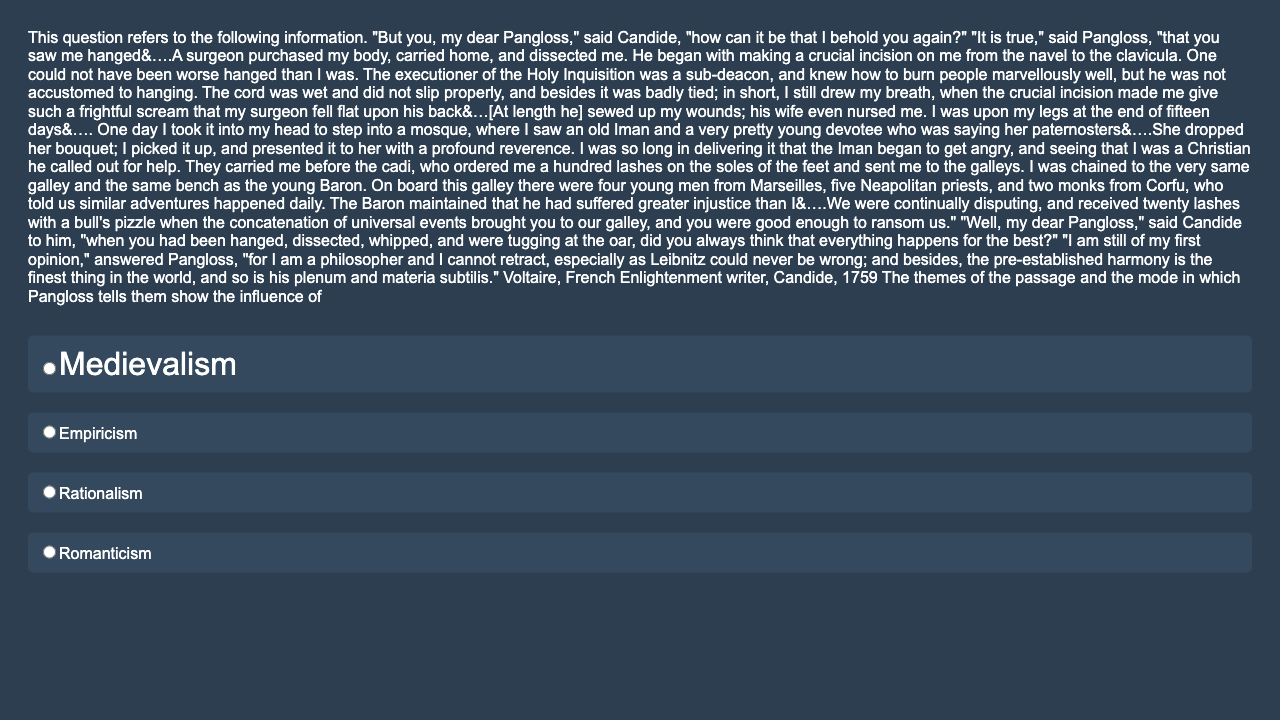 This question refers to the following information. "But you, my dear Pangloss," said Candide, "how can it be that I behold you again?" "It is true," said Pangloss, "that you
saw me hanged&….A surgeon purchased my body, carried home, and dissected me. He began with making a crucial incision on me from the navel to the clavicula. One
could not have been worse hanged than I was. The executioner of the Holy Inquisition was a sub-deacon, and knew how to burn people marvellously well, but he was not
accustomed to hanging. The cord was wet and did not slip properly, and besides it was badly tied; in short, I still drew my breath, when the crucial incision made me give
such a frightful scream that my surgeon fell flat upon his back&…[At length he] sewed up my wounds; his wife even nursed me. I was upon my legs at the end of fifteen
days&…. One day I took it into my head to step into a mosque, where I saw an old Iman and a very pretty young devotee who was saying her paternosters&….She dropped
her bouquet; I picked it up, and presented it to her with a profound reverence. I was so long in delivering it that the Iman began to get angry, and seeing that I was a Christian
he called out for help. They carried me before the cadi, who ordered me a hundred lashes on the soles of the feet and sent me to the galleys. I was chained to the very same
galley and the same bench as the young Baron. On board this galley there were four young men from Marseilles, five Neapolitan priests, and two monks from Corfu, who
told us similar adventures happened daily. The Baron maintained that he had suffered greater injustice than I&….We were continually disputing, and received twenty lashes
with a bull's pizzle when the concatenation of universal events brought you to our galley, and you were good enough to ransom us." "Well, my dear Pangloss," said Candide
to him, "when you had been hanged, dissected, whipped, and were tugging at the oar, did you always think that everything happens for the best?" "I am still of my first
opinion," answered Pangloss, "for I am a philosopher and I cannot retract, especially as Leibnitz could never be wrong; and besides, the pre-established harmony is the
finest thing in the world, and so is his plenum and materia subtilis." Voltaire, French Enlightenment writer, Candide, 1759 The themes of the passage and the mode in which
Pangloss tells them show the influence of
Medievalism
Empiricism
Rationalism
Romanticism